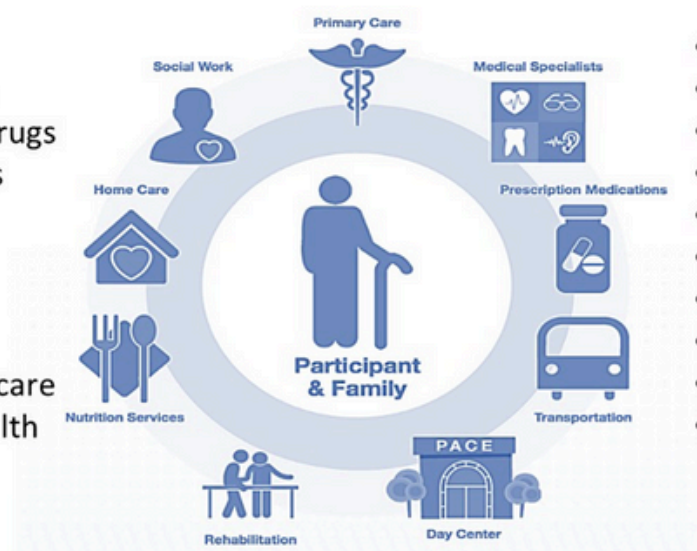 Primary Care
Social Work
Medical Specialists
rugs
s
Home Care
Prescription Medications
Participant
& Family
care
lth
Nutrition Services
Transportation
PACE
Rehabilitation
Day Center